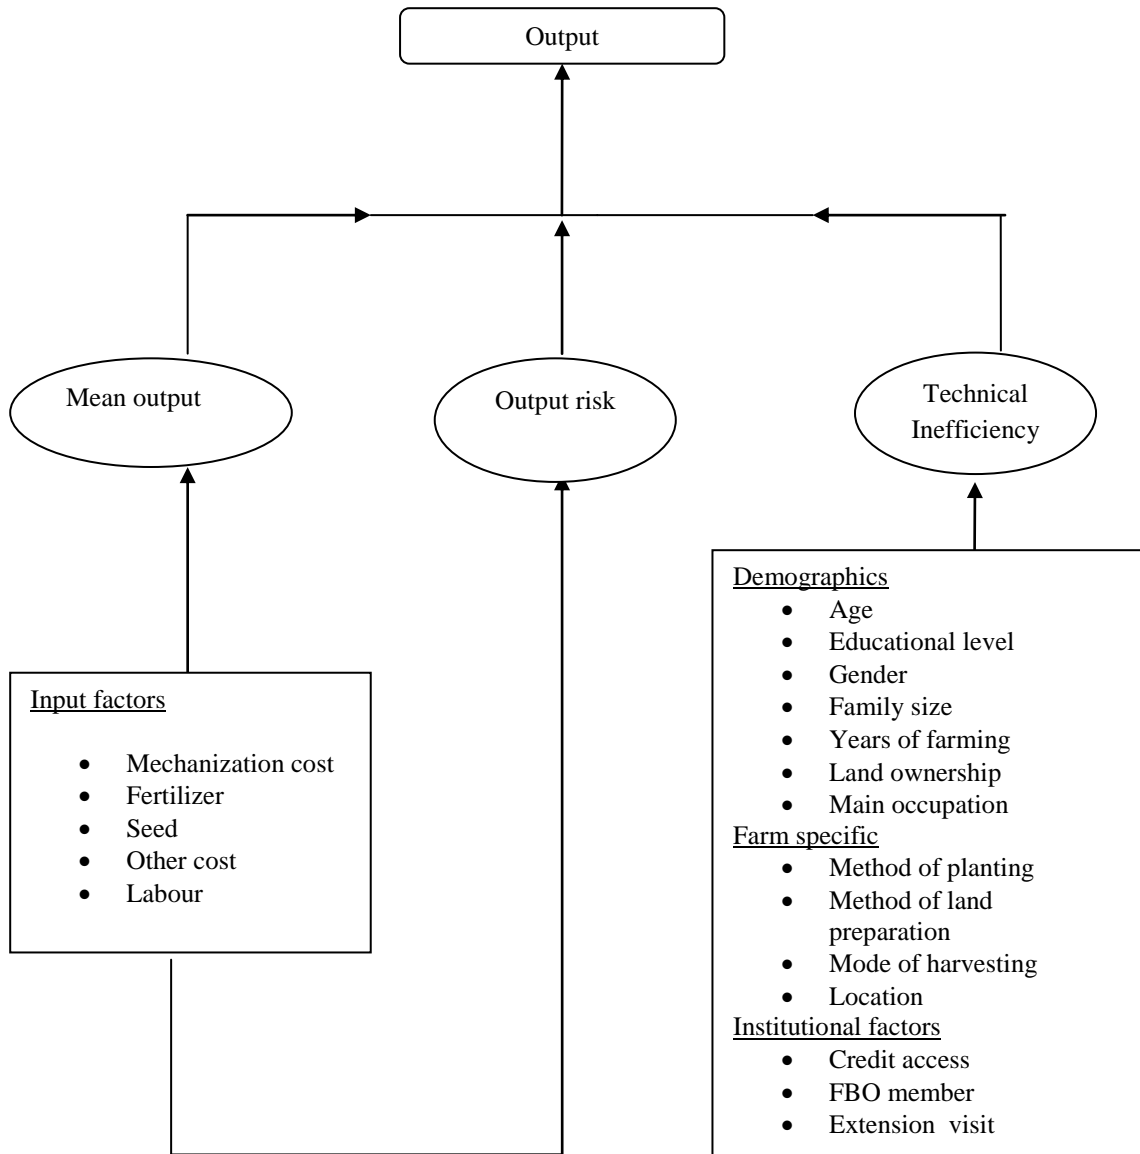 Output
Mean output
Output risk
Technical
Inefficiency
Input factors
• Mechanization cost
• Fertilizer
• Seed
• Other cost
• Labour
Demographics
• Age
• Educational level
• Gender
• Family size
• Years of farming
• Land ownership
• Main occupation
Farm specific
• Method of planting
• Method of land
preparation
• Mode of harvesting
• Location
Institutional factors
• Credit access
• FBO member
• Extension visit